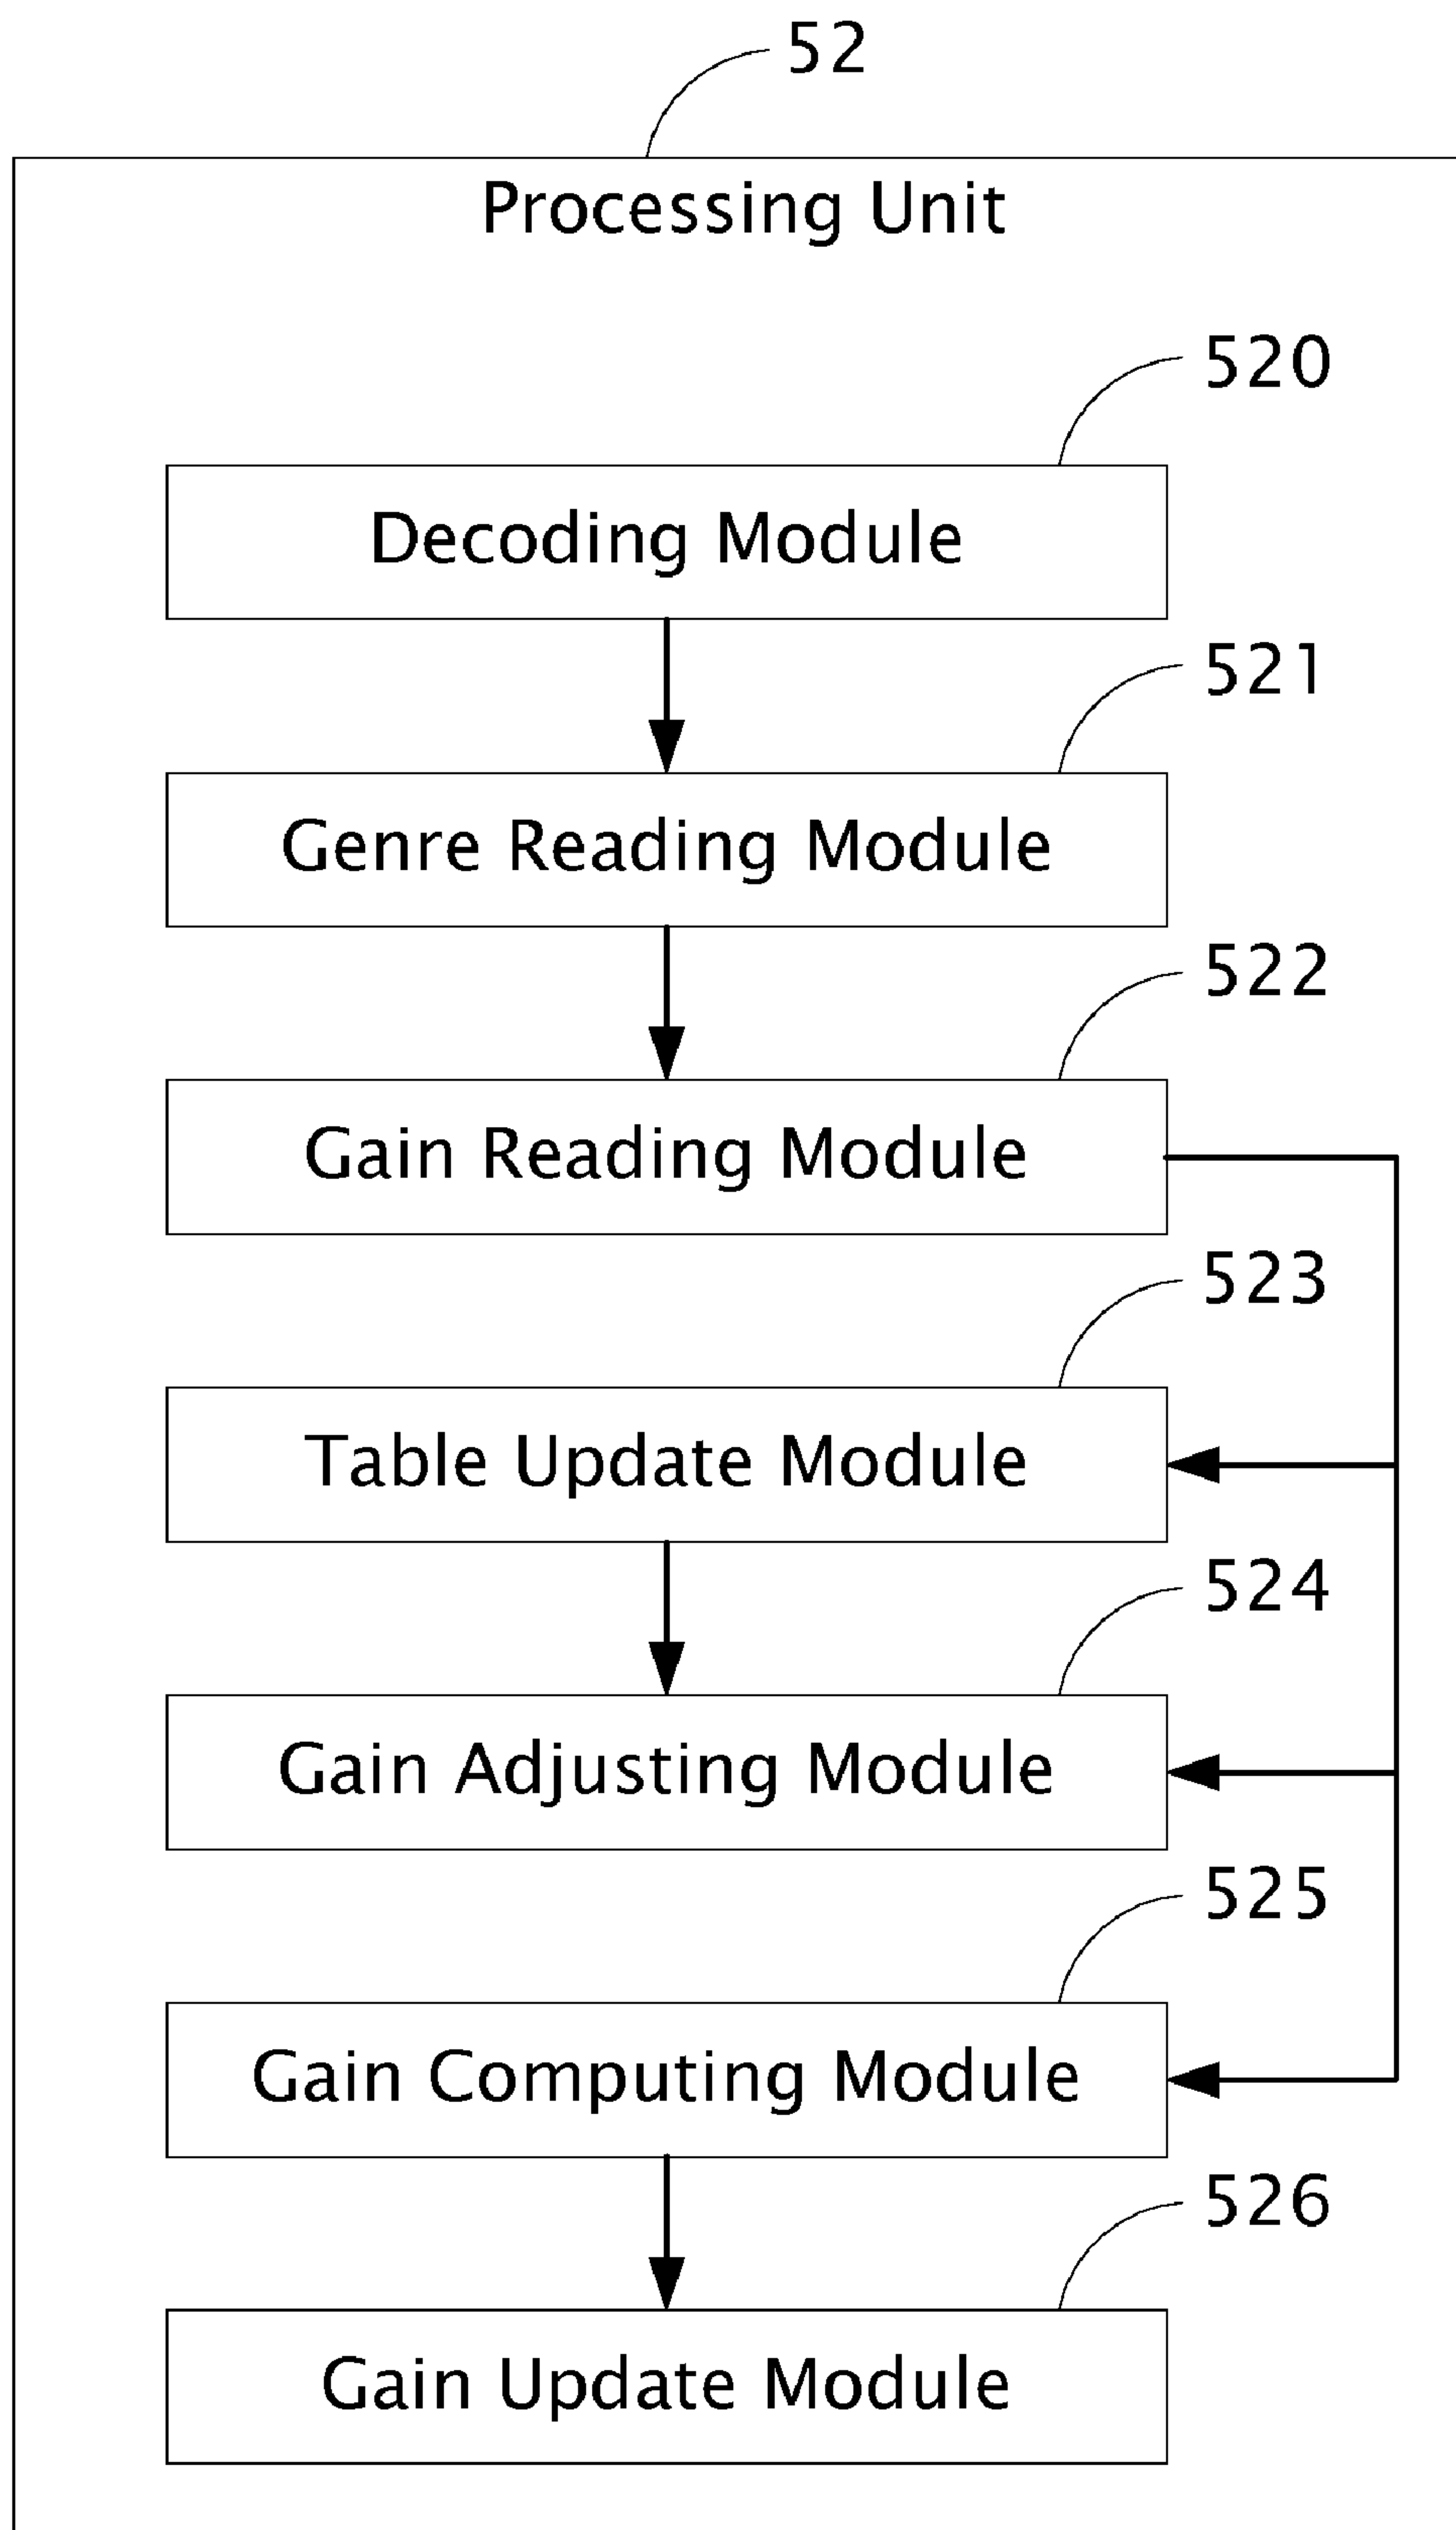 52
Processing Unit
520
Decoding Module
521
Genre Reading Module
522
Gain Reading Module
523
Table Update Module
524
Gain Adjusting Module
525
Gain Computing Module
526
Gain Update Module